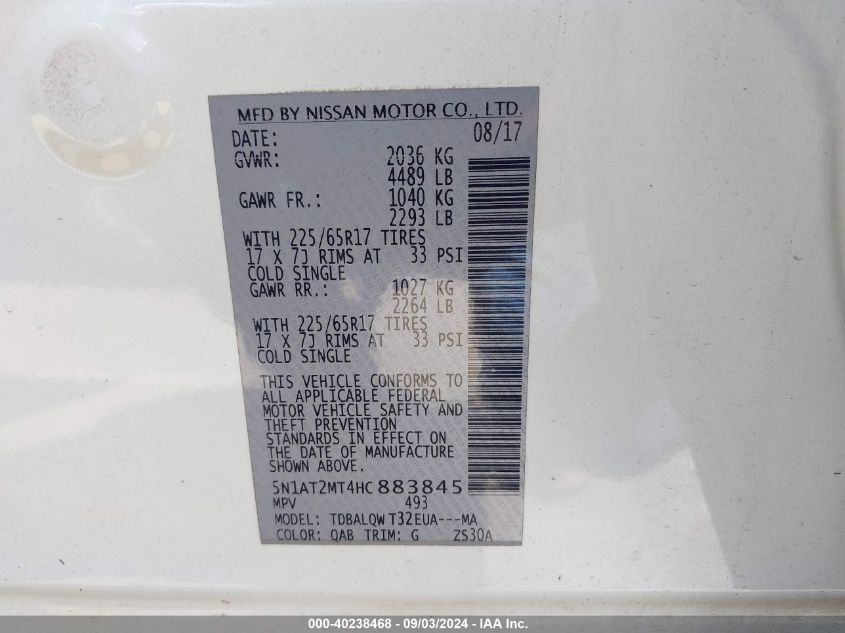 MFD BY NISSAN MOTOR CO., LTD.
DATE: 08/17
GVWR: 2036 KG
4489 LB
GAWR FR.: 1040 KG
2293 LB
WITH 225/65R17 TIRES
17 X 7J RIMS AT 33 PSI
COLD SINGLE
GAWR RR.: 1027 KG
2264 LB
WITH 225/65R17 TIRES
17 X 7J RIMS AT 33 PSI
COLD SINGLE
THIS VEHICLE CONFORMS TO
ALL APPLICABLE FEDERAL
MOTOR VEHICLE SAFETY AND
THEFT PREVENTION
STANDARDS IN EFFECT ON
THE DATE OF MANUFACTURE
SHOWN ABOVE.
5N1AT2MT4HC883845
MPV 493
MODEL: TDBALQW T32EUA---MA
COLOR: QAB TRIM: G ZS30A
000-40238468 - 09/03/2024 - IAA Inc.